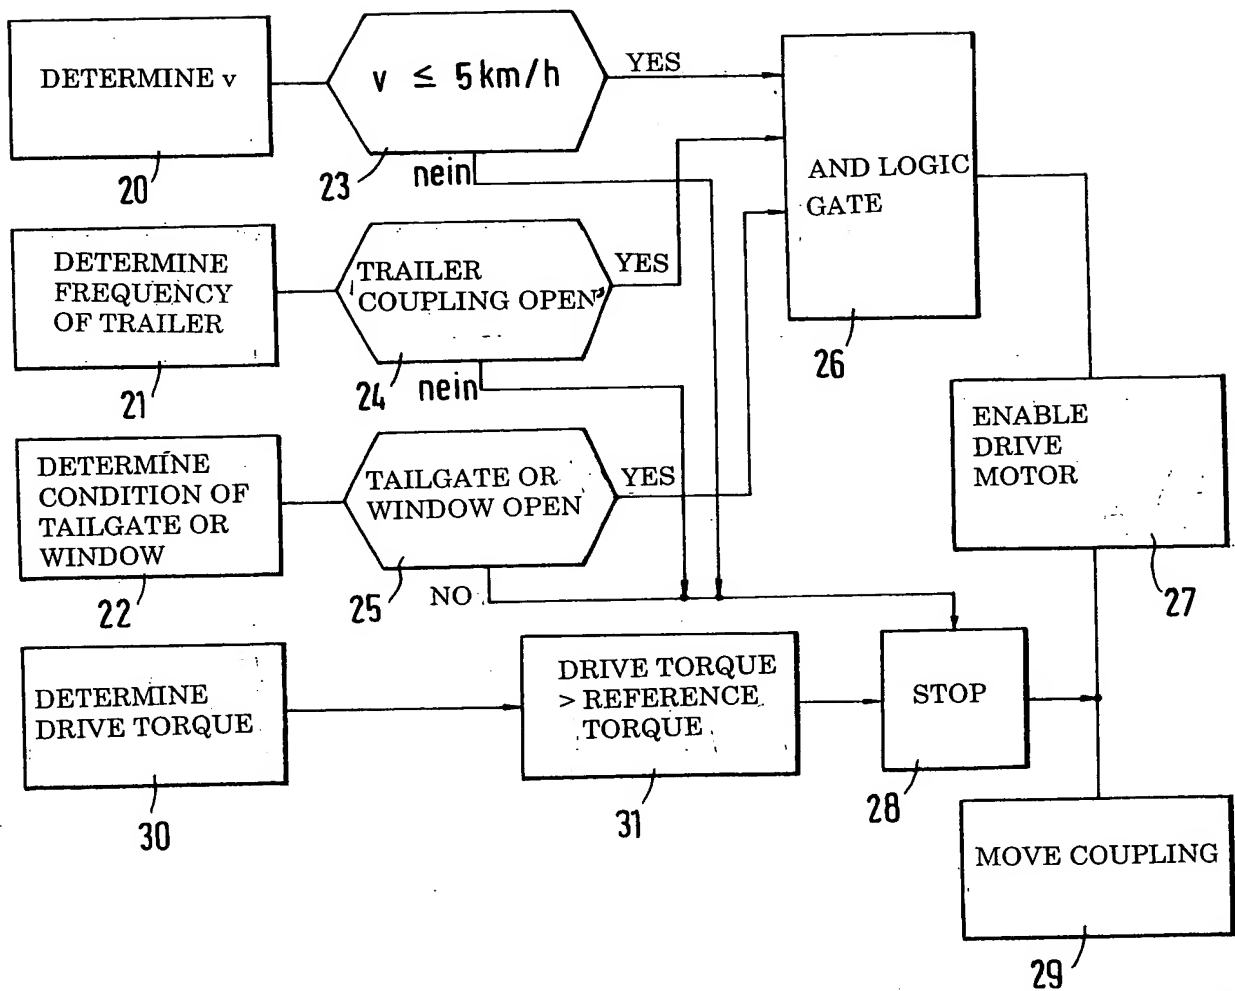 DETERMINE v
20
v ≤ 5 km/h
23
YES
nein
AND LOGIC
GATE
26
DETERMINE
FREQUENCY
OF TRAILER
21
TRAILER
COUPLING OPEN
24
YES
nein
ENABLE
DRIVE
MOTOR
27
DETERMINE
CONDITION OF
TAILGATE OR
WINDOW
22
TAILGATE OR
WINDOW OPEN
25
YES
NO
DETERMINE
DRIVE TORQUE
30
DRIVE TORQUE
> REFERENCE
TORQUE
31
STOP
28
MOVE COUPLING
29